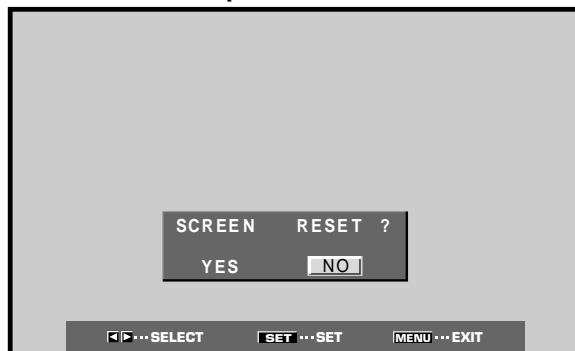 SCREEN RESET ?
YES NO
◀▶···SELECT SET···SET MENU···EXIT